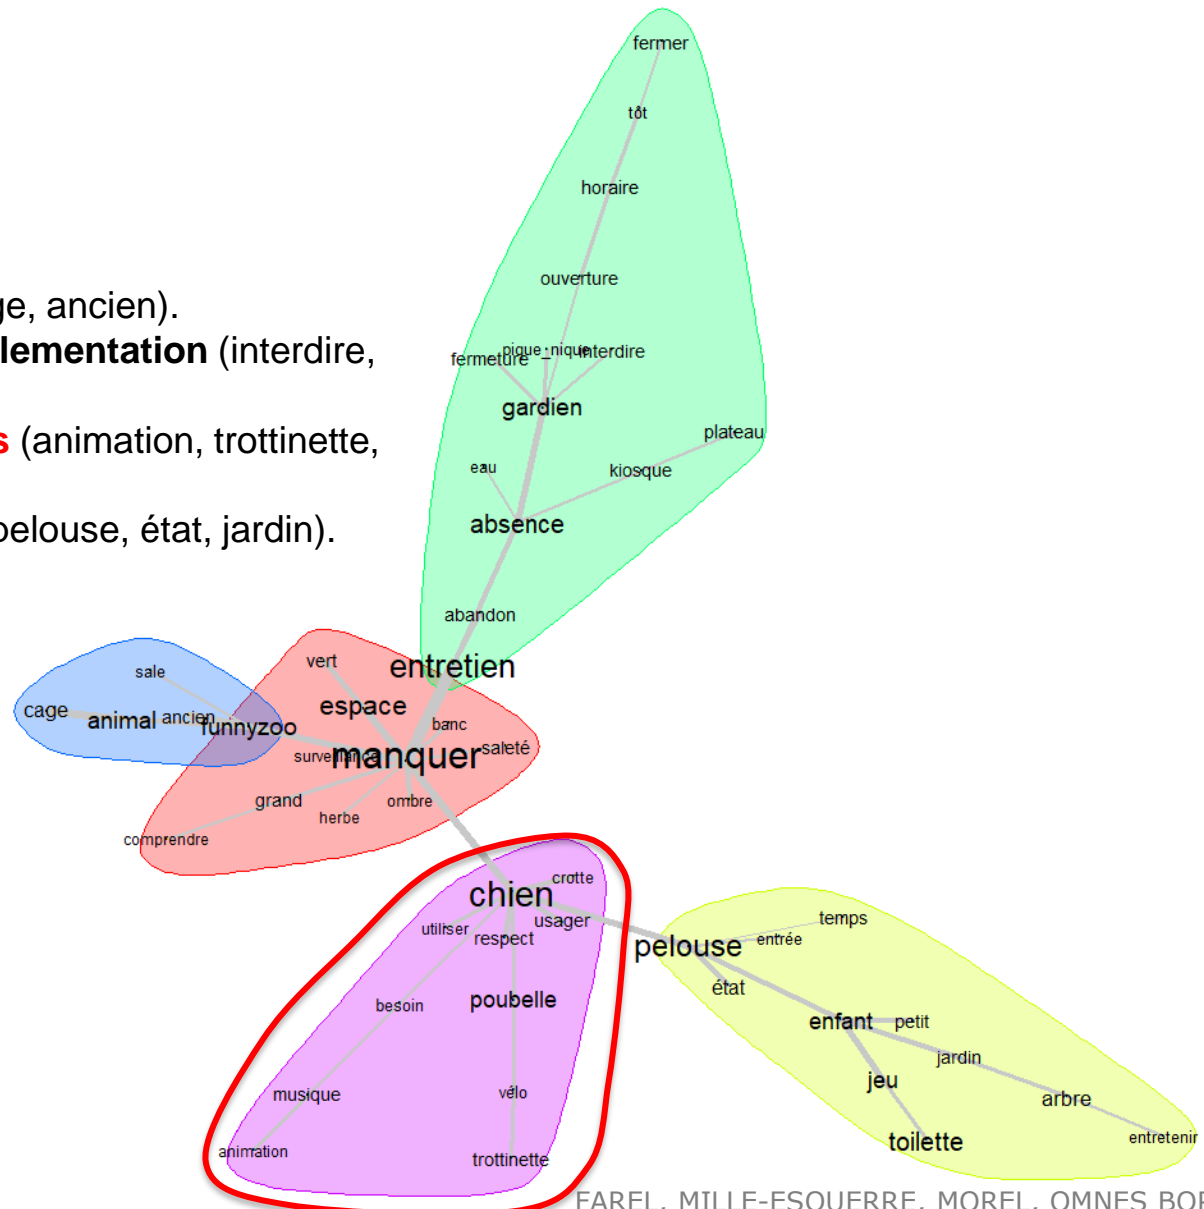 fermer
tôt
horaire
ge, ancien).
ouverture
lementation (interdire,
fermeture pique_nique interdire
gardien
s (animation, trottinette,
plateau
eau
kiosque
absence
pelouse, état, jardin).
abandon
vert
entretien
sale
cage animal ancien funnyzoo
espace
banc
surveillance manquer saleté
grand
ombre
herbe
comprendre
crotte
chien
usager
temps
utiliser respect
pelouse entrée
état
besoin
poubelle
enfant petit
jardin
jeu
musique
vélo
arbre
entretenir
toilette
animation
trottinette
FAREL, MILLE-ESQUERRE, MOREL, OMNES